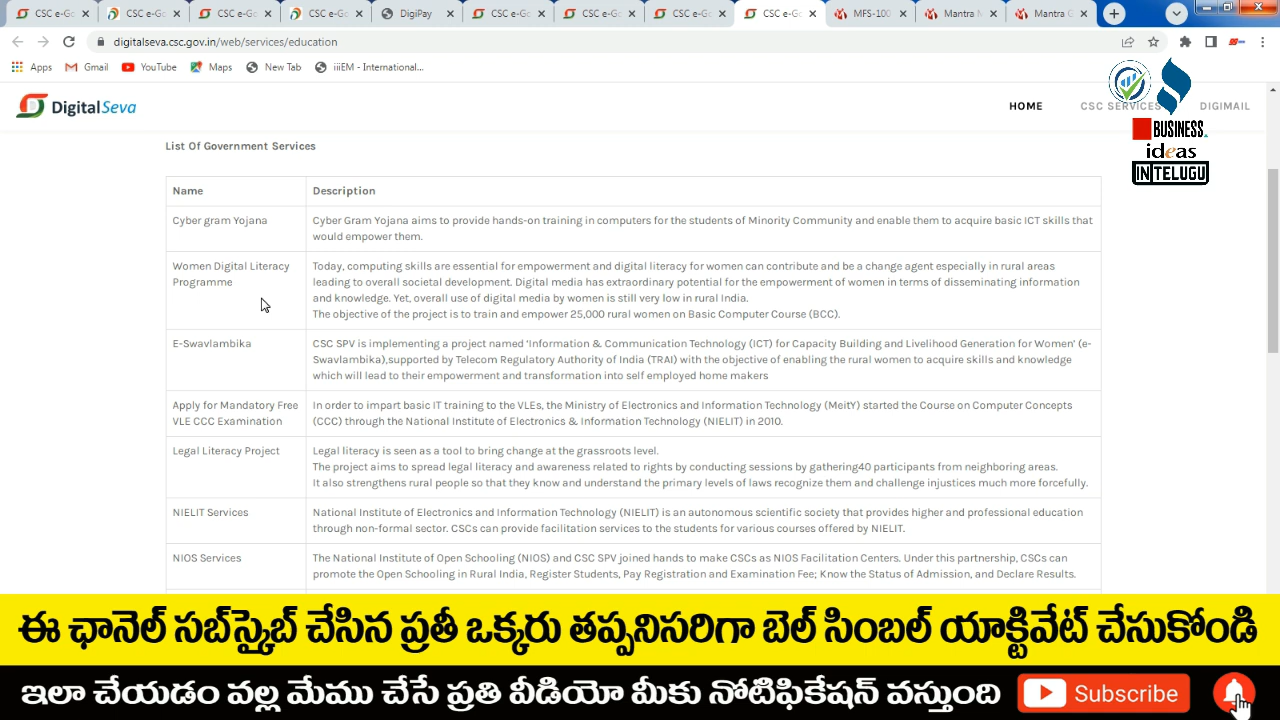 CSC e-Go
CSC e-Go
CSC e-Go
CSC e-Go
DigiPay
CSC e-Go
CSC e-Go
CSC e-Go
CSC e-Go
MFS-100
Mantra M
Mantra G
digitalseva.csc.gov.in/web/services/education
Apps
Gmail
YouTube
Maps
New Tab
iiiEM - International...
DigitalSeva
HOME
CSC SERVICES
DIGIMAIL
BUSINESS
ideas
IN TELUGU
List Of Government Services
Name
Description
Cyber gram Yojana
Cyber Gram Yojana aims to provide hands-on training in computers for the students of Minority Community and enable them to acquire basic ICT skills that
would empower them.
Women Digital Literacy
Programme
Today, computing skills are essential for empowerment and digital literacy for women can contribute and be a change agent especially in rural areas
leading to overall societal development. Digital media has extraordinary potential for the empowerment of women in terms of disseminating information
and knowledge. Yet, overall use of digital media by women is still very low in rural India.
The objective of the project is to train and empower 25,000 rural women on Basic Computer Course (BCC).
E-Swavlambika
CSC SPV is implementing a project named 'Information & Communication Technology (ICT) for Capacity Building and Livelihood Generation for Women' (e-
Swavlambika),supported by Telecom Regulatory Authority of India (TRAI) with the objective of enabling the rural women to acquire skills and knowledge
which will lead to their empowerment and transformation into self employed home makers
Apply for Mandatory Free
VLE CCC Examination
In order to impart basic IT training to the VLEs, the Ministry of Electronics and Information Technology (MeitY) started the Course on Computer Concepts
(CCC) through the National Institute of Electronics & Information Technology (NIELIT) in 2010.
Legal Literacy Project
Legal literacy is seen as a tool to bring change at the grassroots level.
The project aims to spread legal literacy and awareness related to rights by conducting sessions by gathering40 participants from neighboring areas.
It also strengthens rural people so that they know and understand the primary levels of laws recognize them and challenge injustices much more forcefully.
NIELIT Services
National Institute of Electronics and Information Technology (NIELIT) is an autonomous scientific society that provides higher and professional education
through non-formal sector. CSCs can provide facilitation services to the students for various courses offered by NIELIT.
NIOS Services
The National Institute of Open Schooling (NIOS) and CSC SPV joined hands to make CSCs as NIOS Facilitation Centers. Under this partnership, CSCs can
promote the Open Schooling in Rural India, Register Students, Pay Registration and Examination Fee; Know the Status of Admission, and Declare Results.
ఈ ఛానెల్ సబ్‌స్క్రైబ్ చేసిన ప్రతీ ఒక్కరు తప్పనిసరిగా బెల్ సింబల్ యాక్టివేట్ చేసుకోండి
ఇలా చేయడం వల్ల మేము చేసే ప్రతి వీడియో మీకు నోటిఫికేషన్ వస్తుంది
Subscribe